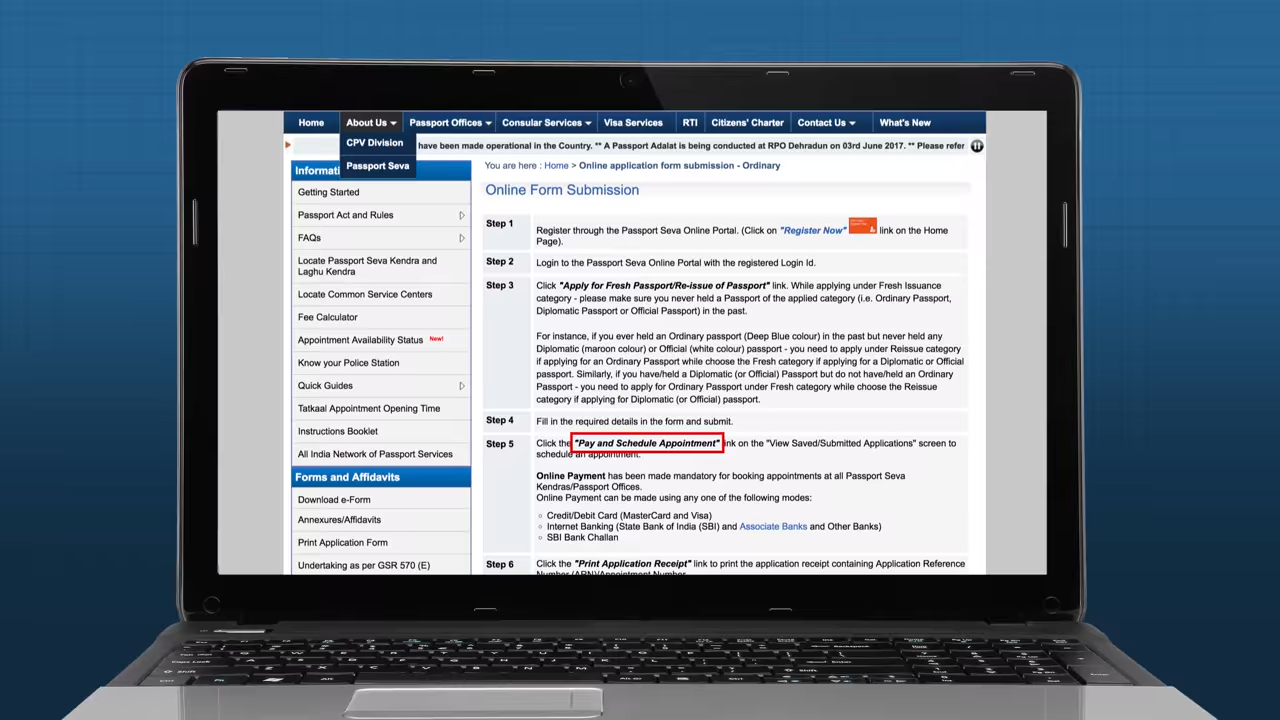 Home About Us Passport Offices Consular Services Visa Services RTI Citizens' Charter Contact Us What's New
CPV Division
Passport Seva
have been made operational in the Country. ** A Passport Adalat is being conducted at RPO Dehradun on 03rd June 2017. ** Please refer
You are here : Home > Online application form submission - Ordinary
Getting Started
Passport Act and Rules
FAQs
Locate Passport Seva Kendra and
Laghu Kendra
Locate Common Service Centers
Fee Calculator
Appointment Availability Status New!
Know your Police Station
Quick Guides
Tatkaal Appointment Opening Time
Instructions Booklet
All India Network of Passport Services
Forms and Affidavits
Download e-Form
Annexures/Affidavits
Print Application Form
Undertaking as per GSR 570 (E)
Online Form Submission
Step 1
Register through the Passport Seva Online Portal. (Click on "Register Now" link on the Home
Page).
Step 2
Login to the Passport Seva Online Portal with the registered Login Id.
Step 3
Click "Apply for Fresh Passport/Re-issue of Passport" link. While applying under Fresh Issuance
category - please make sure you never held a Passport of the applied category (i.e. Ordinary Passport,
Diplomatic Passport or Official Passport) in the past.
For instance, if you ever held an Ordinary passport (Deep Blue colour) in the past but never held any
Diplomatic (maroon colour) or Official (white colour) passport - you need to apply under Reissue category
if applying for an Ordinary Passport while choose the Fresh category if applying for a Diplomatic or Official
passport. Similarly, if you have/held a Diplomatic (or Official) Passport but do not have/held an Ordinary
Passport - you need to apply for Ordinary Passport under Fresh category while choose the Reissue
category if applying for Diplomatic (or Official) passport.
Step 4
Fill in the required details in the form and submit.
Step 5
Click the "Pay and Schedule Appointment" link on the "View Saved/Submitted Applications" screen to
schedule an appointment.
Online Payment has been made mandatory for booking appointments at all Passport Seva
Kendras/Passport Offices.
Online Payment can be made using any one of the following modes:
Credit/Debit Card (MasterCard and Visa)
Internet Banking (State Bank of India (SBI) and Associate Banks and Other Banks)
SBI Bank Challan
Step 6
Click the "Print Application Receipt" link to print the application receipt containing Application Reference
Number (ARN)/Appointment Number.